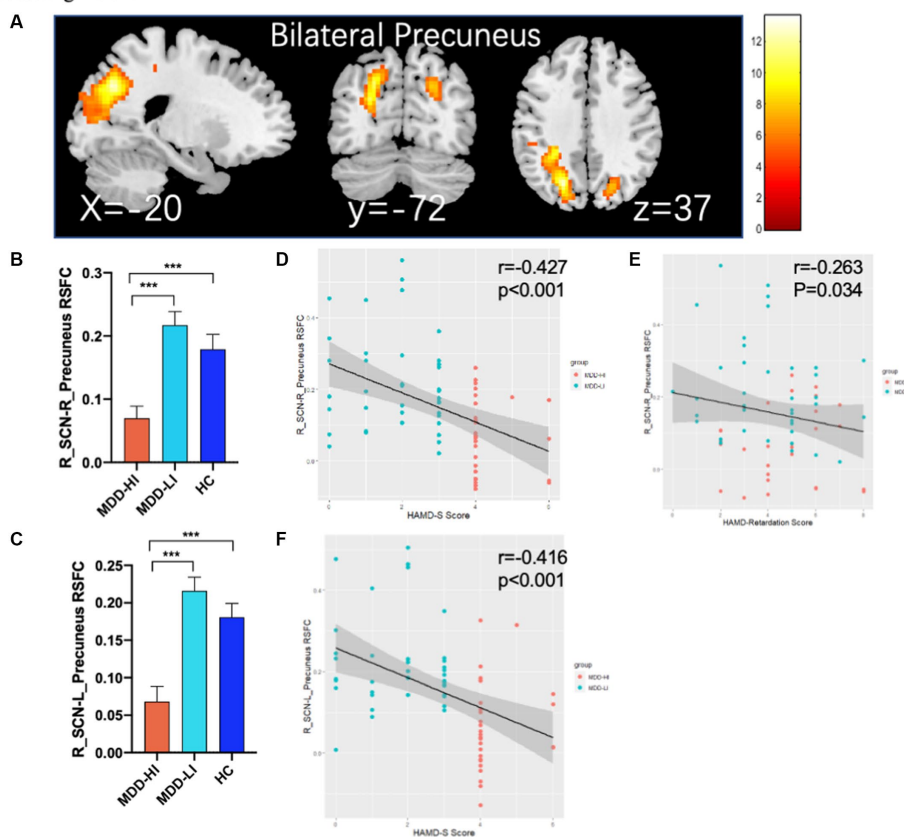 A
Bilateral Precuneus
X=-20
y=-72
z=37
12
10
8
6
4
2
0
B
R_SCN-R_Precuneus RSFC
0.3
0.2
0.1
0.0
***
***
MDD-HI
MDD-LI
HC
D
r=-0.427
p<0.001
R_SCN-R_Precuneus RSFC
HAMD-S Score
group
MDD-HI
MDD-LI
E
r=-0.263
P=0.034
R_SCN-R_Precuneus RSFC
HAMD-Retardation Score
group
C
R_SCN-L_Precuneus RSFC
0.25
0.20
0.15
0.10
0.05
0.00
***
***
MDD-HI
MDD-LI
HC
F
r=-0.416
p<0.001
R_SCN-L_Precuneus RSFC
HAMD-S Score
group
MDD-HI
MDD-LI